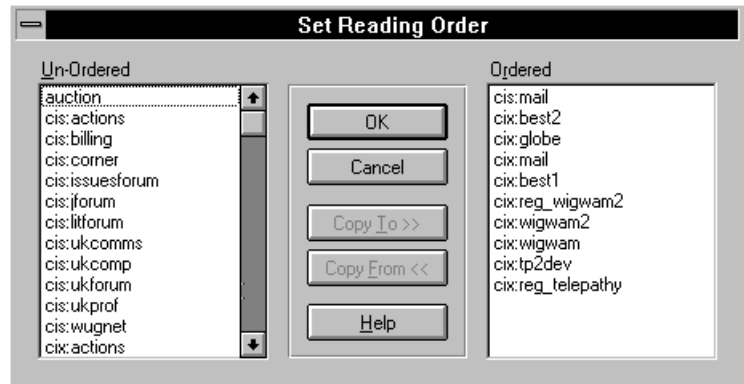 Set Reading Order
Un-Ordered
auction
cis:actions
cis:billing
cis:corner
cis:issuesforum
cis:jforum
cis:litforum
cis:ukcomms
cis:ukcomp
cis:ukforum
cis:ukprof
cis:wugnet
cix:actions
OK
Cancel
Copy To >>
Copy From <<
Help
Ordered
cis:mail
cix:best2
cix:globe
cix:mail
cix:best1
cix:reg_wigwam2
cix:wigwam2
cix:wigwam
cix:tp2dev
cix:reg_telepathy